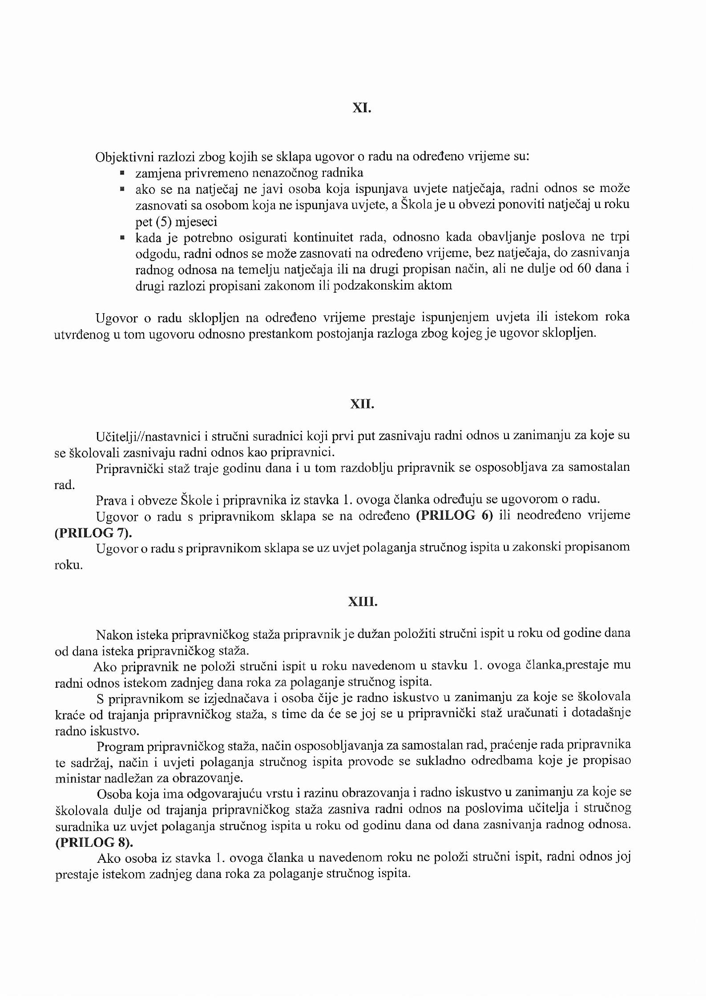 XI.
Objektivni razlozi zbog kojih se sklapa ugovor o radu na određeno vrijeme su:
▪ zamjena privremeno nenazočnog radnika
▪ ako se na natječaj ne javi osoba koja ispunjava uvjete natječaja, radni odnos se može
zasnovati sa osobom koja ne ispunjava uvjete, a Škola je u obvezi ponoviti natječaj u roku
pet (5) mjeseci
▪ kada je potrebno osigurati kontinuitet rada, odnosno kada obavljanje poslova ne trpi
odgodu, radni odnos se može zasnovati na određeno vrijeme, bez natječaja, do zasnivanja
radnog odnosa na temelju natječaja ili na drugi propisan način, ali ne dulje od 60 dana i
drugi razlozi propisani zakonom ili podzakonskim aktom
Ugovor o radu sklopljen na određeno vrijeme prestaje ispunjenjem uvjeta ili istekom roka
utvrđenog u tom ugovoru odnosno prestankom postojanja razloga zbog kojeg je ugovor sklopljen.
XII.
Učitelji//nastavnici i stručni suradnici koji prvi put zasnivaju radni odnos u zanimanju za koje su
se školovali zasnivaju radni odnos kao pripravnici.
Pripravnički staž traje godinu dana i u tom razdoblju pripravnik se osposobljava za samostalan
rad.
Prava i obveze Škole i pripravnika iz stavka 1. ovoga članka određuju se ugovorom o radu.
Ugovor o radu s pripravnikom sklapa se na određeno (PRILOG 6) ili neodređeno vrijeme
(PRILOG 7).
Ugovor o radu s pripravnikom sklapa se uz uvjet polaganja stručnog ispita u zakonski propisanom
roku.
XIII.
Nakon isteka pripravničkog staža pripravnik je dužan položiti stručni ispit u roku od godine dana
od dana isteka pripravničkog staža.
Ako pripravnik ne položi stručni ispit u roku navedenom u stavku 1. ovoga članka,prestaje mu
radni odnos istekom zadnjeg dana roka za polaganje stručnog ispita.
S pripravnikom se izjednačava i osoba čije je radno iskustvo u zanimanju za koje se školovala
kraće od trajanja pripravničkog staža, s time da će se joj se u pripravnički staž uračunati i dotadašnje
radno iskustvo.
Program pripravničkog staža, način osposobljavanja za samostalan rad, praćenje rada pripravnika
te sadržaj, način i uvjeti polaganja stručnog ispita provode se sukladno odredbama koje je propisao
ministar nadležan za obrazovanje.
Osoba koja ima odgovarajuću vrstu i razinu obrazovanja i radno iskustvo u zanimanju za koje se
školovala dulje od trajanja pripravničkog staža zasniva radni odnos na poslovima učitelja i stručnog
suradnika uz uvjet polaganja stručnog ispita u roku od godinu dana od dana zasnivanja radnog odnosa.
(PRILOG 8).
Ako osoba iz stavka 1. ovoga članka u navedenom roku ne položi stručni ispit, radni odnos joj
prestaje istekom zadnjeg dana roka za polaganje stručnog ispita.